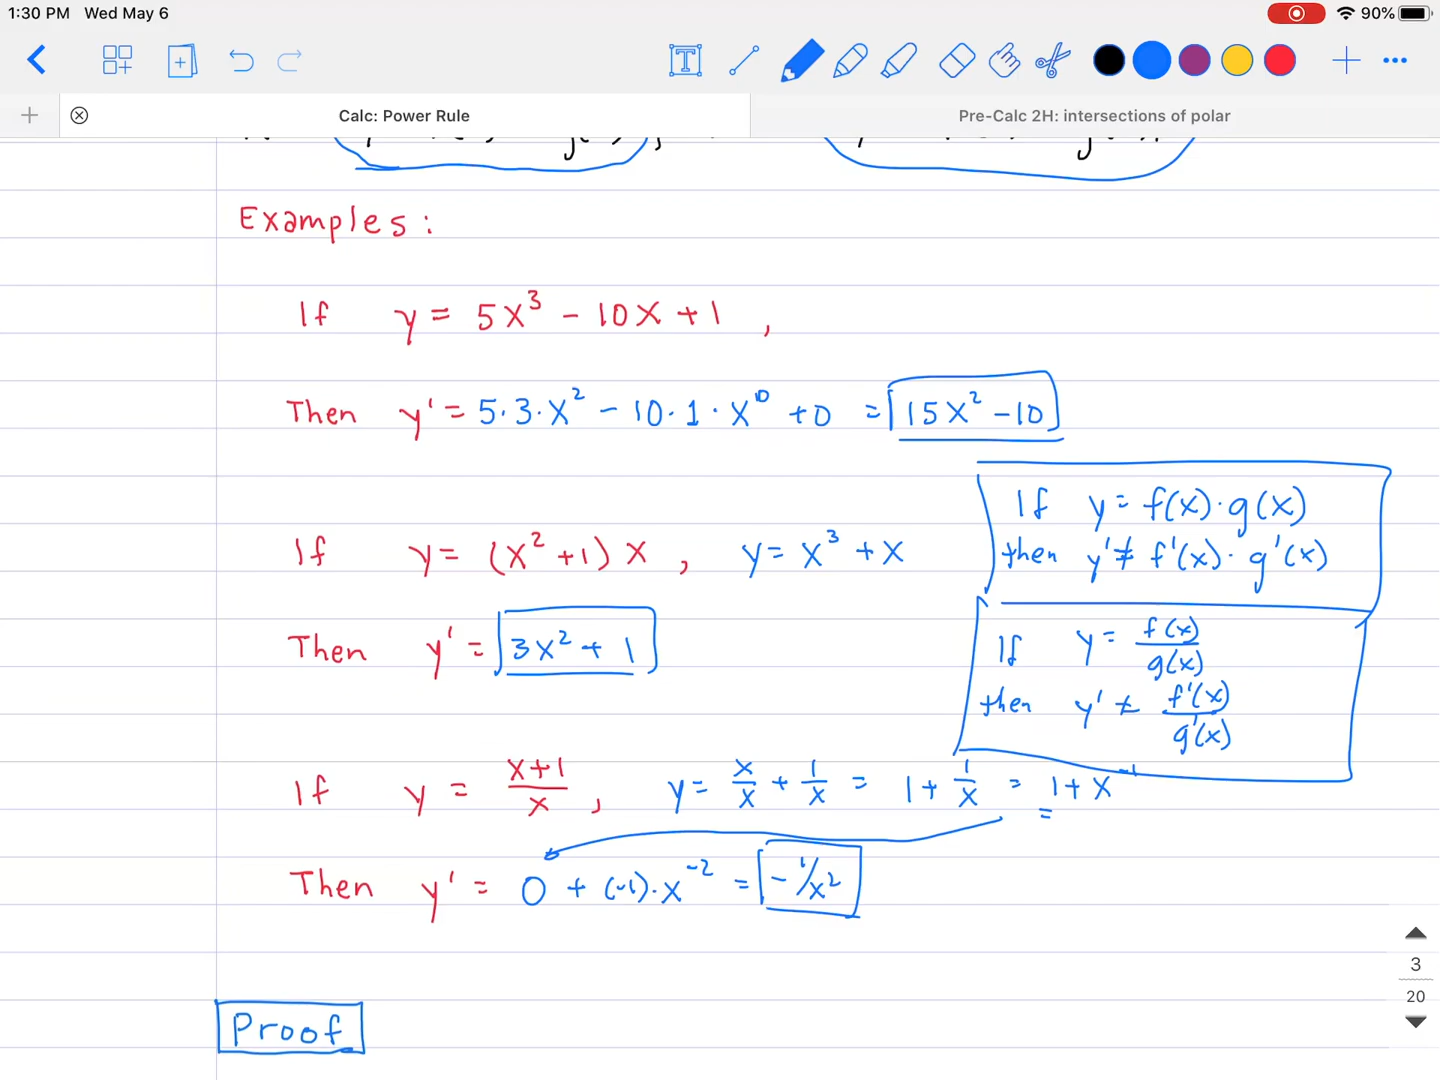 1:30 PM Wed May 6 90%
Calc: Power Rule
Pre-Calc 2H: intersections of polar
Examples:
If y = 5x³ - 10x + 1,
Then y' = 5·3·x² - 10·1·x⁰ + 0 = 15x² - 10
If y = f(x)·g(x)
then y' ≠ f'(x)·g'(x)
If y = (x² + 1) x, y = x³ + x
Then y' = 3x² + 1
If y = f(x)/g(x)
then y' ≠ f'(x)/g'(x)
If y = (x+1)/x, y = x/x + 1/x = 1 + 1/x = 1 + x⁻¹
Then y' = 0 + (-1)·x⁻² = - 1/x²
3
20
Proof